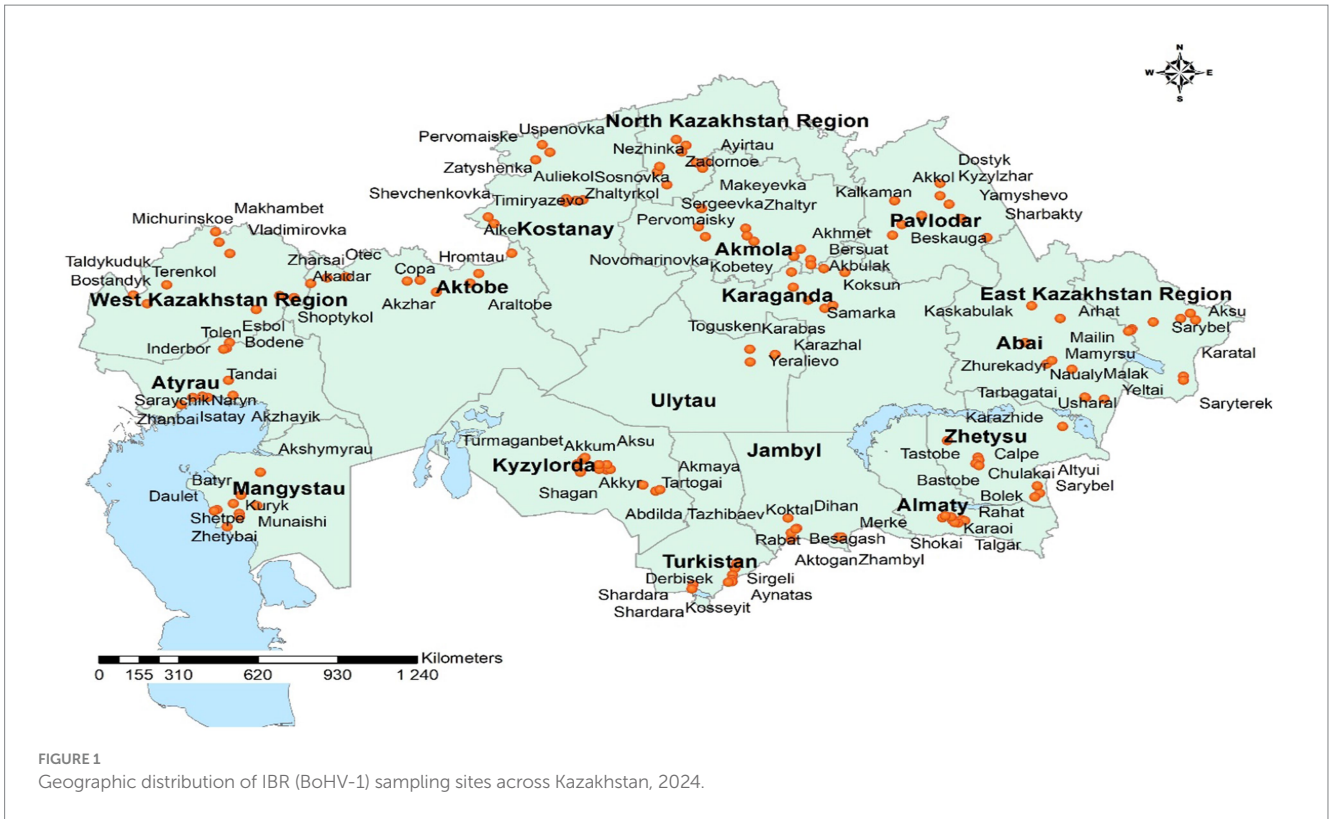 N
W E
S
North Kazakhstan Region
Pervomaiske
Uspenovka
Nezhinka
Ayirtau
Zadornoe
Zatyshenka
Auliekol
Sosnovka
Dostyk
Akkol
Kyzylzhar
Shevchenkovka
Timiryazevo
Zhaltyrkol
Makeyevka
Kalkaman
Yamyshevo
Sergeevka
Zhaltyr
Sharbakty
Makhambet
Michurinskoe
Vladimirovka
Pervomaisky
Pavlodar
Aike
Kostanay
Akhmet
Beskauga
Akmola
Bersuat
Hromtau
Zharsai
Otec
Taldykuduk
Novomarinovka
Kobetey
Akbulak
Copa
Akaidar
Terenkol
Bostandyk
Koksun
Aktobe
West Kazakhstan Region
Karaganda
East Kazakhstan Region
Akzhar
Araltobe
Shoptykol
Samarka
Kaskabulak
Arhat
Aksu
Esbol
Togusken
Karabas
Sarybel
Tolen
Bodene
Mailin
Abai
Karazhal
Inderbor
Mamyrsu
Karatal
Yeralievo
Zhurekadyr
Naualy
Malak
Tandai
Atyrau
Tarbagatai
Yeltai
Saraychik
Naryn
Ulytau
Usharal
Saryterek
Zhanbai
Isatay
Akzhayik
Karazhide
Zhetysu
Turmaganbet
Akkum
Aksu
Akshymyrau
Jambyl
Tastobe
Calpe
Kyzylorda
Akmaya
Chulakai
Altyui
Batyr
Akkyr
Tartogai
Bastobe
Sarybel
Mangystau
Shagan
Bolek
Daulet
Kuryk
Almaty
Koktal
Dihan
Rahat
Shetpe
Munaishi
Abdilda
Tazhibaev
Merke
Karaoi
Zhetybai
Rabat
Besagash
Shokai
Talgar
Turkistan
Aktogan
Zhambyl
Derbisek
Sirgeli
Shardara
Aynatas
Shardara
Kosseyit
Kilometers
0 155 310 620 930 1 240
FIGURE 1
Geographic distribution of IBR (BoHV-1) sampling sites across Kazakhstan, 2024.